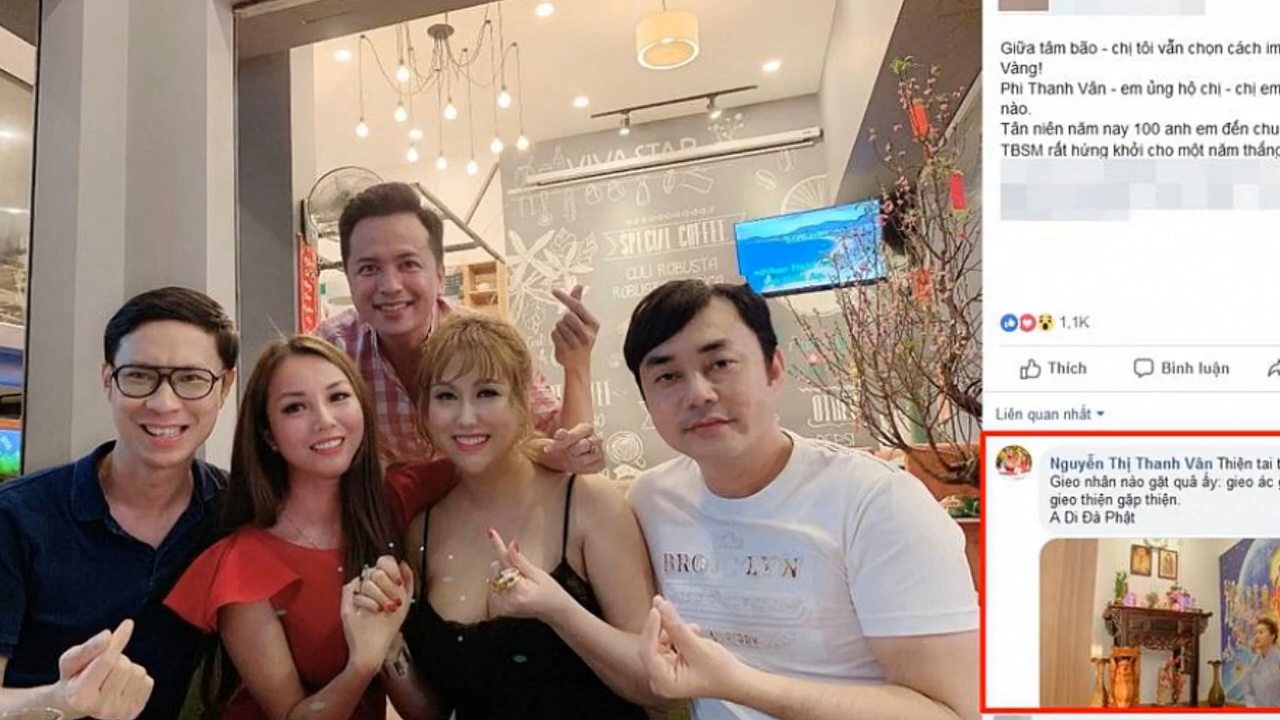 VIVA STAR
SPECIAL COFFEE
CULI ROBUSTA
BROOKLYN
Giữa tâm bão - chị tôi vẫn chọn cách im
Vàng!
Phi Thanh Vân - em ủng hộ chị - chị em
nào.
Tân niên năm nay 100 anh em đến chu
TBSM rất hứng khởi cho một năm thắng
1,1K
Thích
Bình luận
Liên quan nhất
Nguyễn Thị Thanh Vân Thiện tai t
Gieo nhân nào gặt quả ấy: gieo ác g
gieo thiện gặp thiện.
A Di Đà Phật